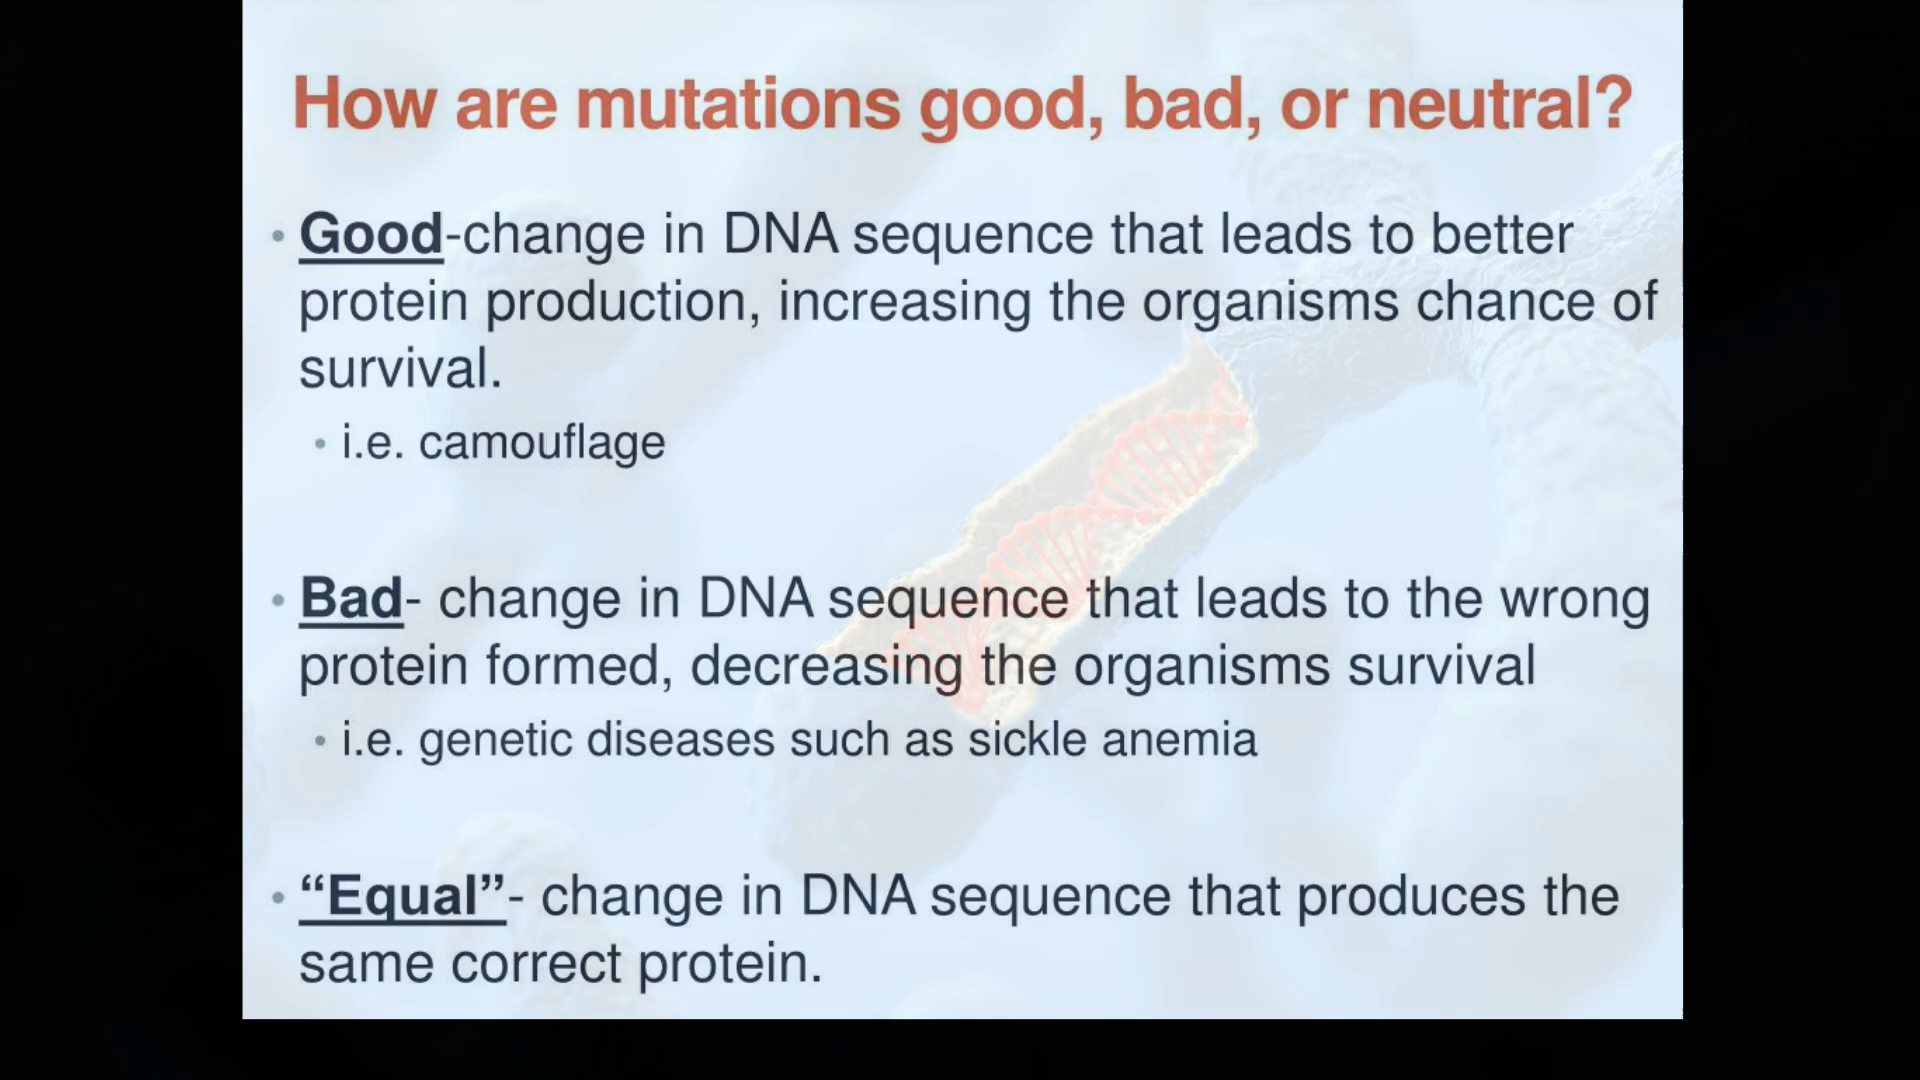 How are mutations good, bad, or neutral?
• Good-change in DNA sequence that leads to better
protein production, increasing the organisms chance of
survival.
• i.e. camouflage
• Bad- change in DNA sequence that leads to the wrong
protein formed, decreasing the organisms survival
• i.e. genetic diseases such as sickle anemia
• “Equal”- change in DNA sequence that produces the
same correct protein.